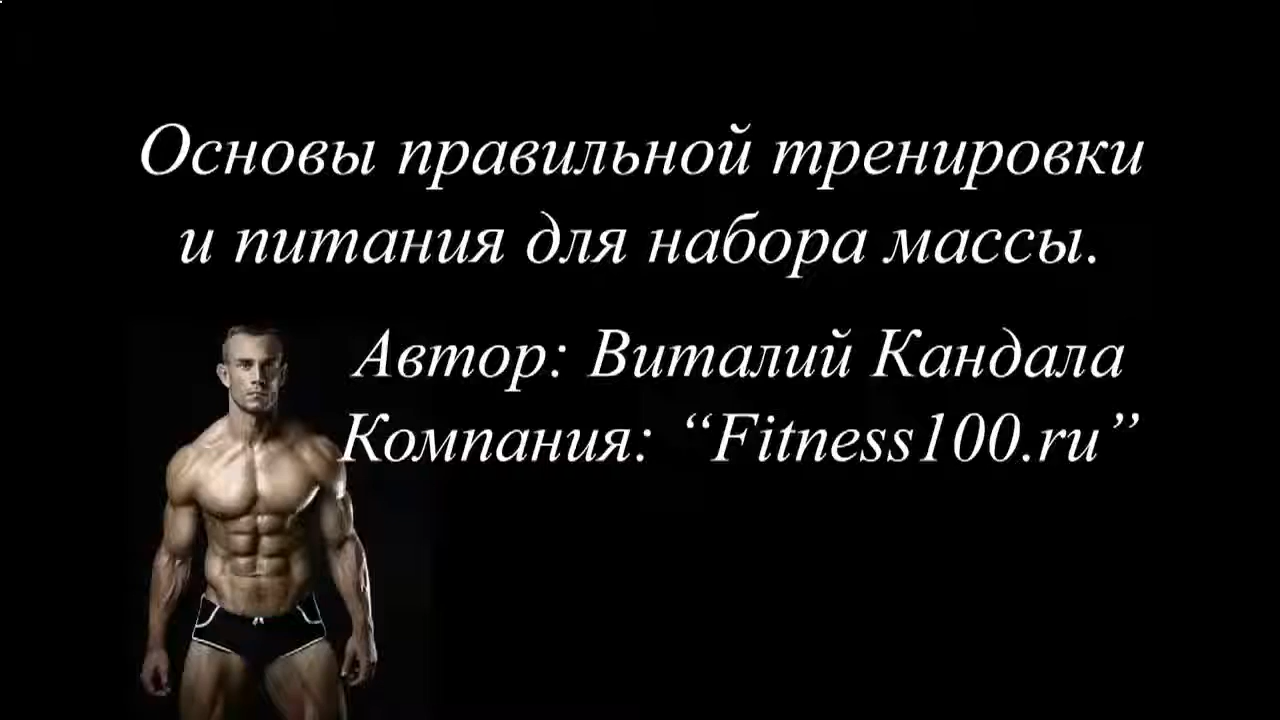 Основы правильной тренировки
и питания для набора массы.
Автор: Виталий Кандала
Компания: “Fitness100.ru”